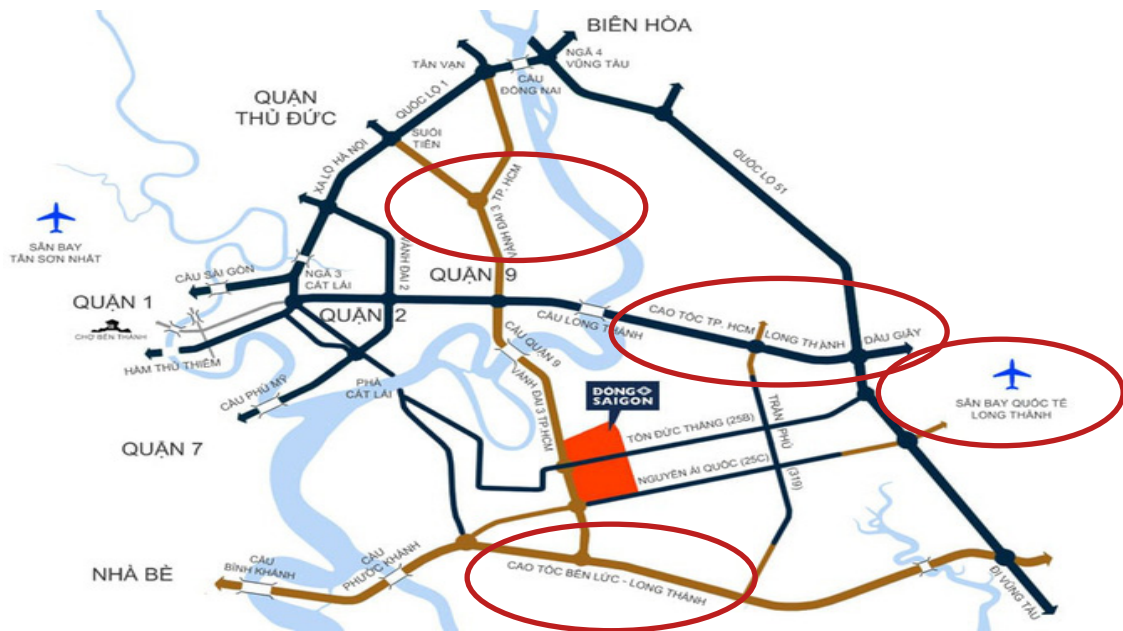 BIÊN HÒA
TÂN VẠN
NGÃ 4
VŨNG TÀU
CẦU
ĐỒNG NAI
QUẬN
THỦ ĐỨC
QUỐC LỘ 1
SUỐI
TIÊN
XA LỘ HÀ NỘI
QUỐC LỘ 51
VÀNH ĐAI 3 TP. HCM
SÂN BAY
TÂN SƠN NHẤT
VÀNH ĐAI 2
CẦU SÀI GÒN
NGÃ 3
CÁT LÁI
QUẬN 9
QUẬN 1
CHỢ BẾN THÀNH
QUẬN 2
CẦU LONG THÀNH
CAO TỐC TP. HCM LONG THÀNH DẦU GIÂY
HẦM THỦ THIÊM
CẦU QUẬN 9
CẦU PHÚ MỸ
PHÀ
CÁT LÁI
VÀNH ĐAI 3 TP.HCM
ĐÔNG
SAIGON
SÂN BAY QUỐC TẾ
LONG THÀNH
QUẬN 7
TÔN ĐỨC THẮNG (25B)
TRẦN PHÚ (319)
NGUYỄN ÁI QUỐC (25C)
NHÀ BÈ
CẦU
BÌNH KHÁNH
CẦU
PHƯỚC KHÁNH
CAO TỐC BẾN LỨC - LONG THÀNH
ĐI VŨNG TÀU